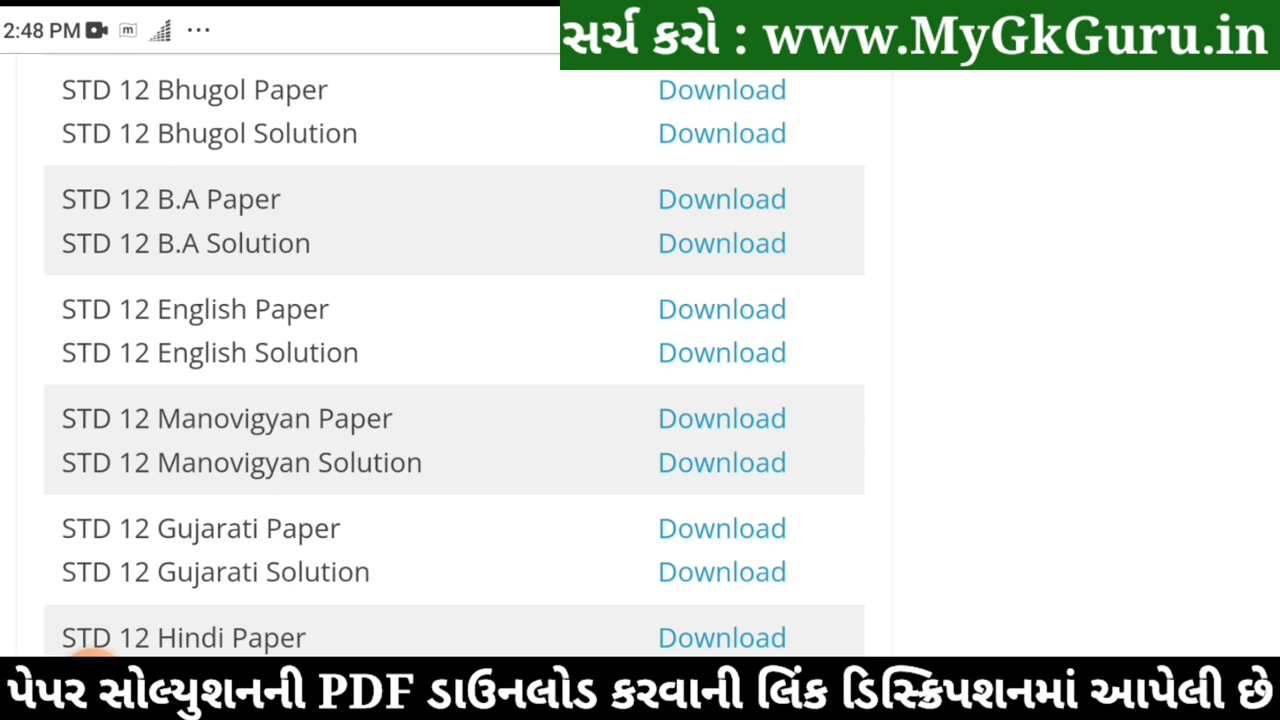 2:48 PM
સર્ચ કરો : www.MyGkGuru.in
STD 12 Bhugol Paper Download
STD 12 Bhugol Solution Download
STD 12 B.A Paper Download
STD 12 B.A Solution Download
STD 12 English Paper Download
STD 12 English Solution Download
STD 12 Manovigyan Paper Download
STD 12 Manovigyan Solution Download
STD 12 Gujarati Paper Download
STD 12 Gujarati Solution Download
STD 12 Hindi Paper Download
પેપર સોલ્યુશનની PDF ડાઉનલોડ કરવાની લિંક ડિસ્ક્રિપશનમાં આપેલી છે